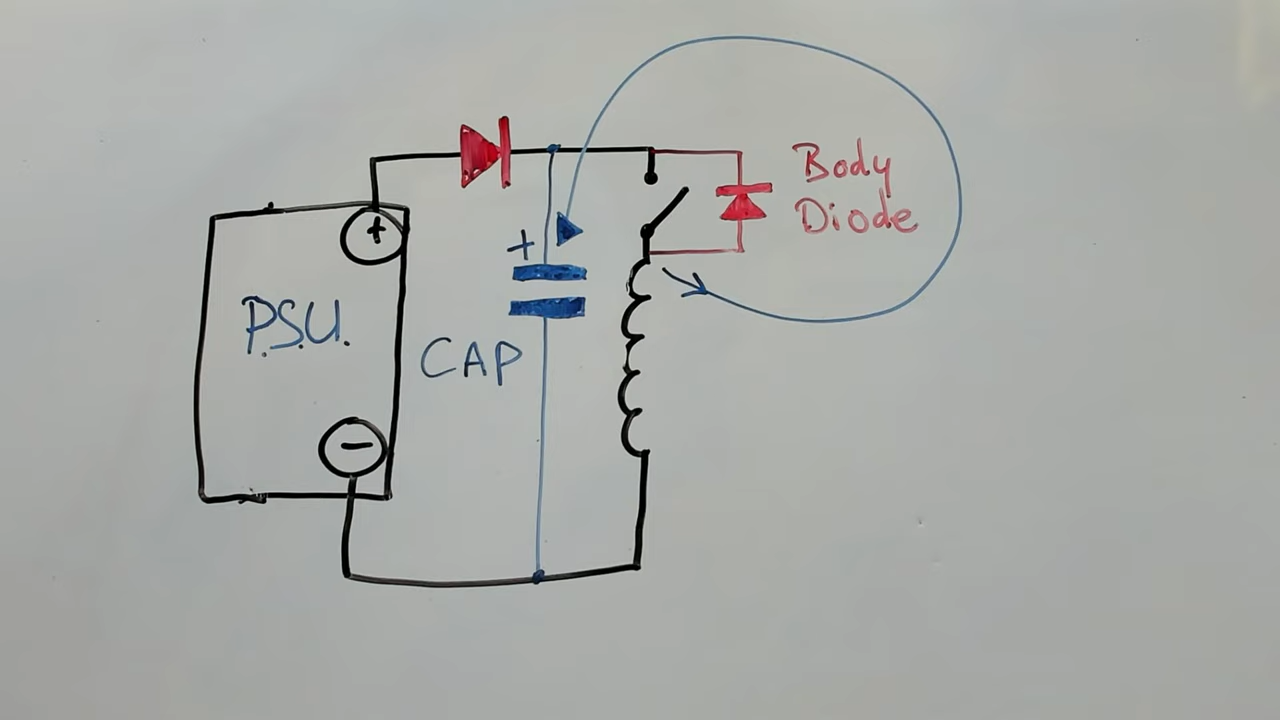 +
P.S.U.
-
+
CAP
Body
Diode